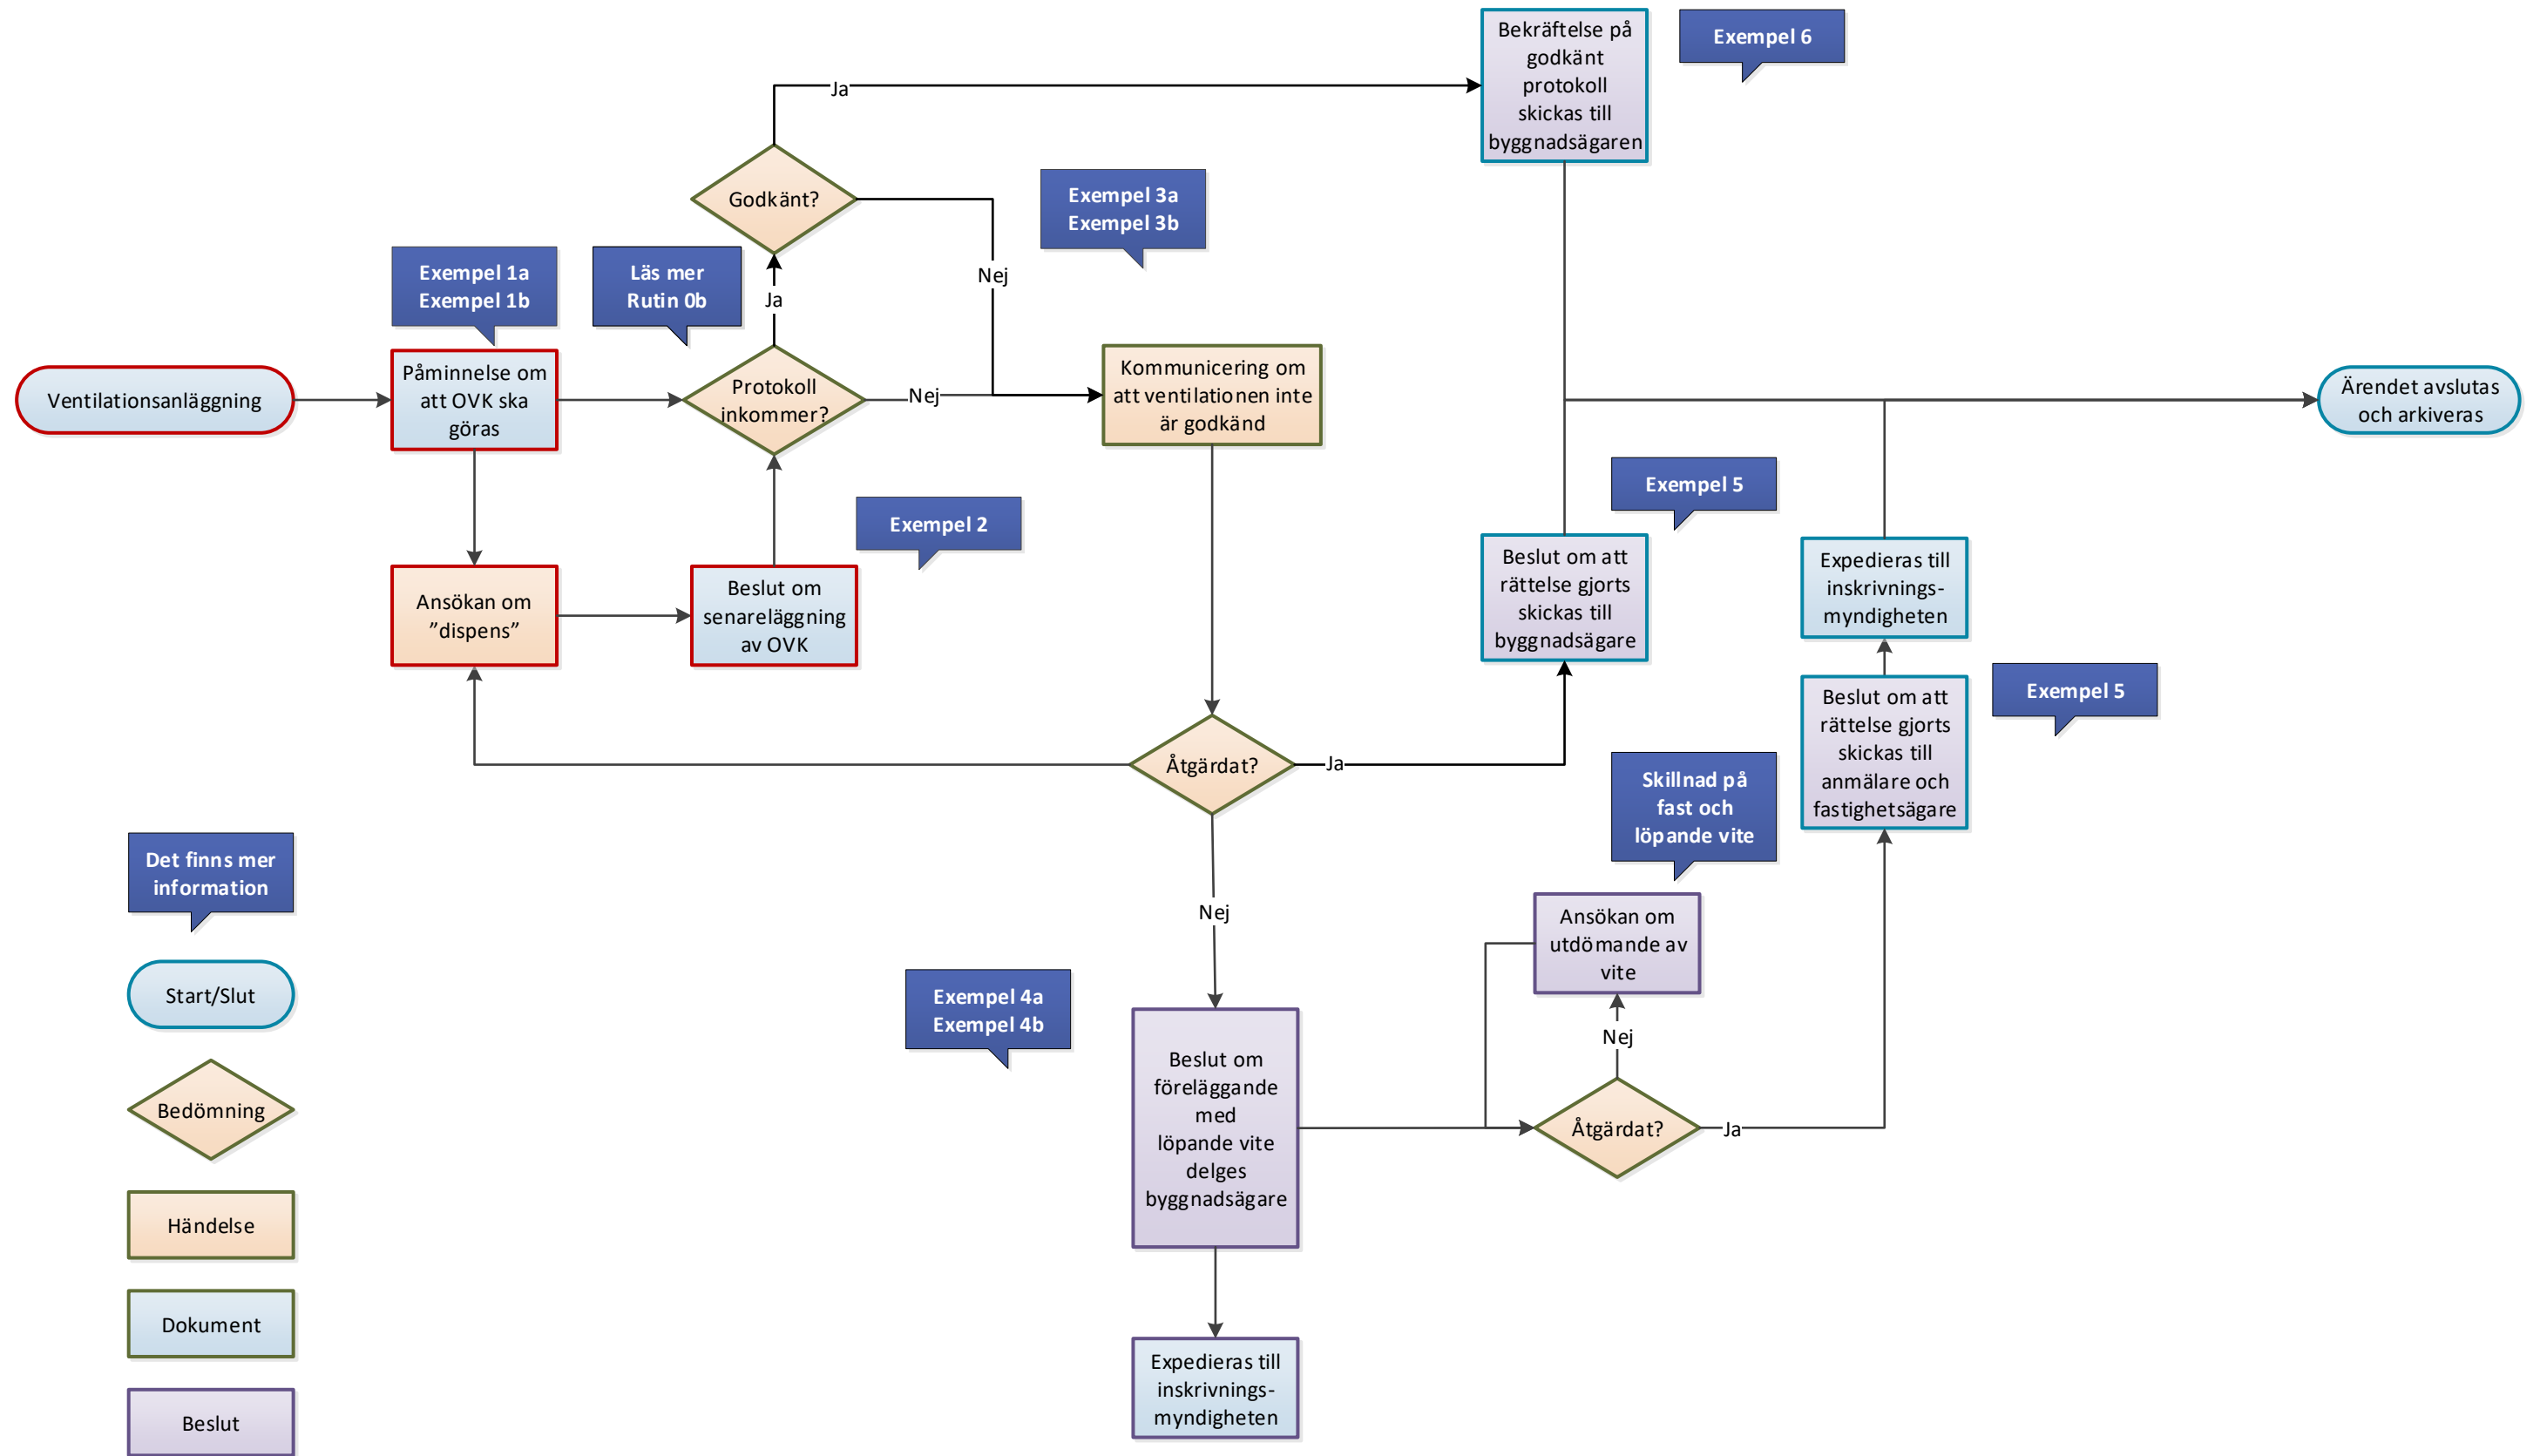 Bekräftelse på
godkänt
protokoll
skickas till
byggnadsägaren
Exempel 6
Ja
Godkänt?
Nej
Exempel 3a
Exempel 3b
Exempel 1a
Exempel 1b
Läs mer
Rutin 0b
Ja
Ventilationsanläggning
Påminnelse om
att OVK ska
göras
Protokoll
inkommer?
Nej
Kommunicering om
att ventilationen inte
är godkänd
Ärendet avslutas
och arkiveras
Exempel 5
Exempel 2
Ansökan om
”dispens”
Beslut om
senareläggning
av OVK
Beslut om att
rättelse gjorts
skickas till
byggnadsägare
Expedieras till
inskrivnings-
myndigheten
Exempel 5
Beslut om att
rättelse gjorts
skickas till
anmälare och
fastighetsägare
Åtgärdat?
Ja
Skillnad på
fast och
löpande vite
Nej
Ansökan om
utdömande av
vite
Exempel 4a
Exempel 4b
Nej
Beslut om
föreläggande
med
löpande vite
delges
byggnadsägare
Åtgärdat?
Ja
Expedieras till
inskrivnings-
myndigheten
Det finns mer
information
Start/Slut
Bedömning
Händelse
Dokument
Beslut